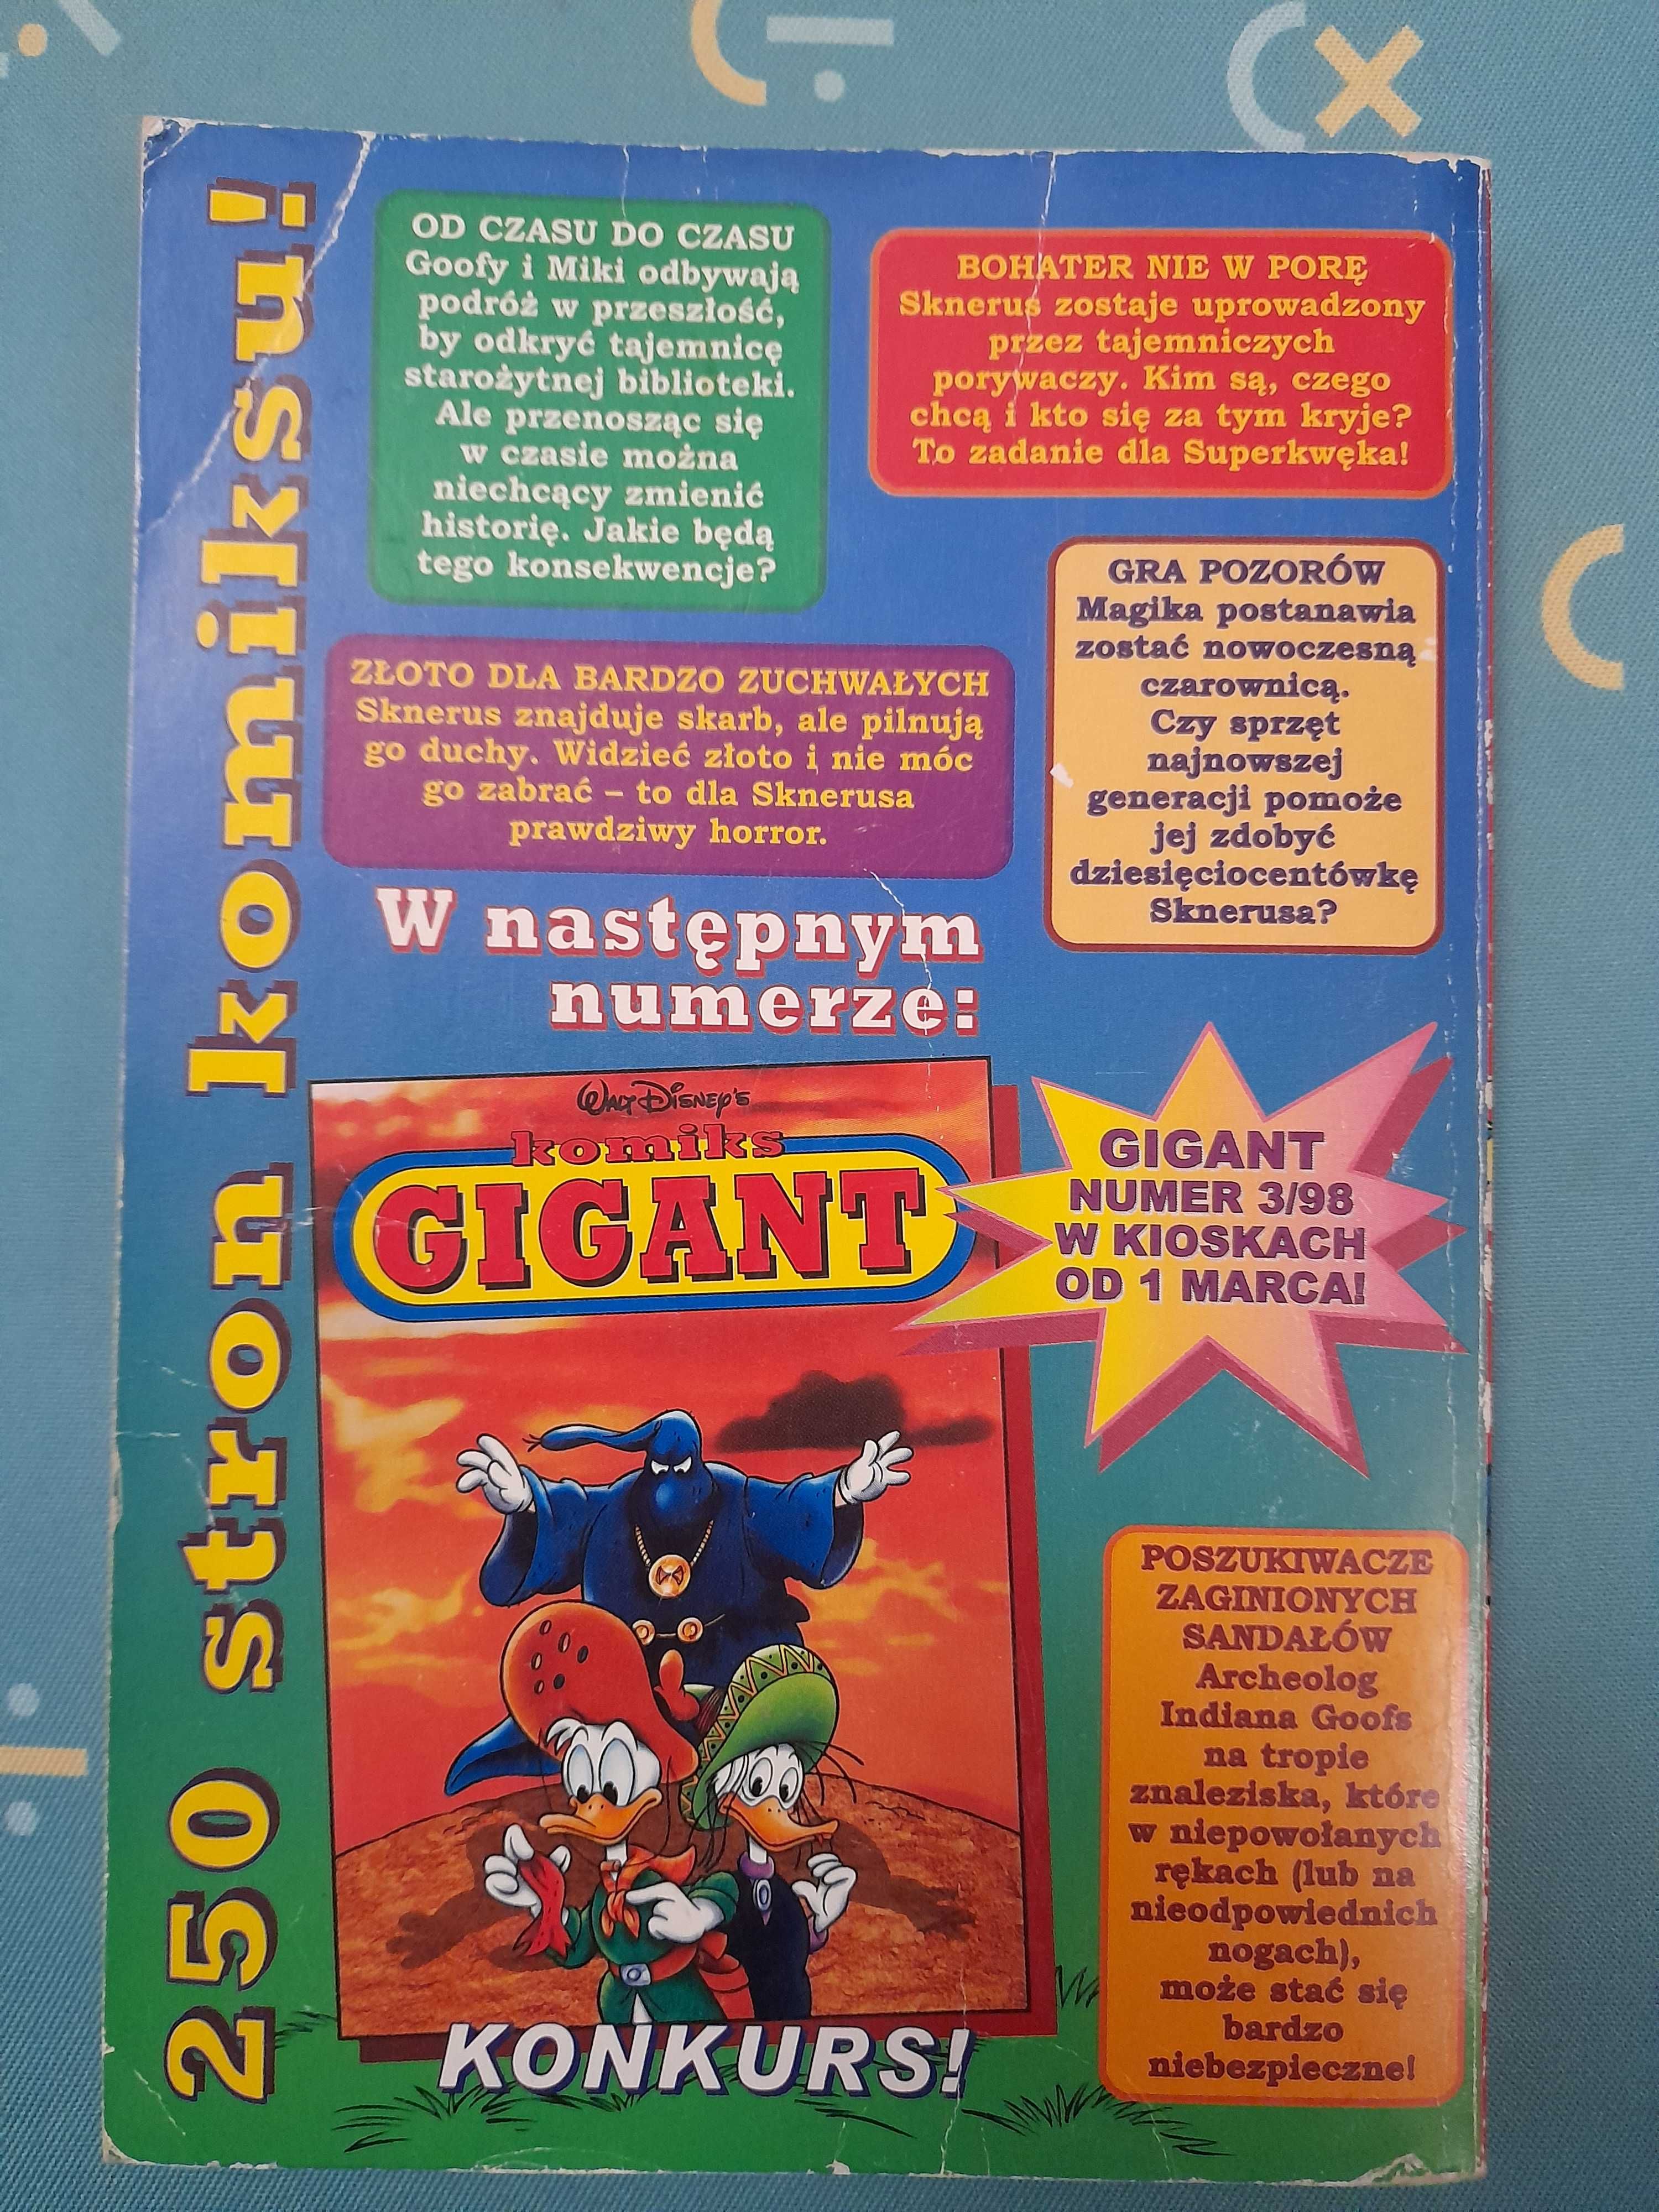 250 stron komiksu!
OD CZASU DO CZASU
Goofy i Miki odbywają
podróż w przeszłość,
by odkryć tajemnicę
starożytnej biblioteki.
Ale przenosząc się
w czasie można
niechcący zmienić
historię. Jakie będą
tego konsekwencje?
BOHATER NIE W PORĘ
Sknerus zostaje uprowadzony
przez tajemniczych
porywaczy. Kim są, czego
chcą i kto się za tym kryje?
To zadanie dla Superkwęka!
ZŁOTO DLA BARDZO ZUCHWAŁYCH
Sknerus znajduje skarb, ale pilnują
go duchy. Widzieć złoto i nie móc
go zabrać – to dla Sknerusa
prawdziwy horror.
GRA POZORÓW
Magika postanawia
zostać nowoczesną
czarownicą.
Czy sprzęt
najnowszej
generacji pomoże
jej zdobyć
dziesięciocentówkę
Sknerusa?
W następnym
numerze:
WALT DISNEY'S
komiks
GIGANT
GIGANT
NUMER 3/98
W KIOSKACH
OD 1 MARCA!
POSZUKIWACZE
ZAGINIONYCH
SANDAŁÓW
Archeolog
Indiana Goofs
na tropie
znaleziska, które
w niepowołanych
rękach (lub na
nieodpowiednich
nogach),
może stać się
bardzo
niebezpieczne!
KONKURS!